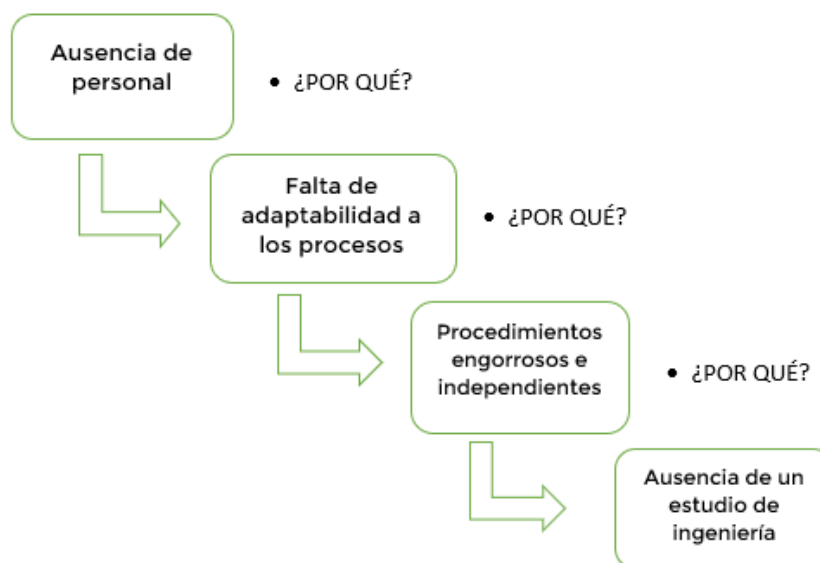 Ausencia de
personal
• ¿POR QUÉ?
Falta de
adaptabilidad a
los procesos
• ¿POR QUÉ?
Procedimientos
engorrosos e
independientes
• ¿POR QUÉ?
Ausencia de un
estudio de
ingeniería